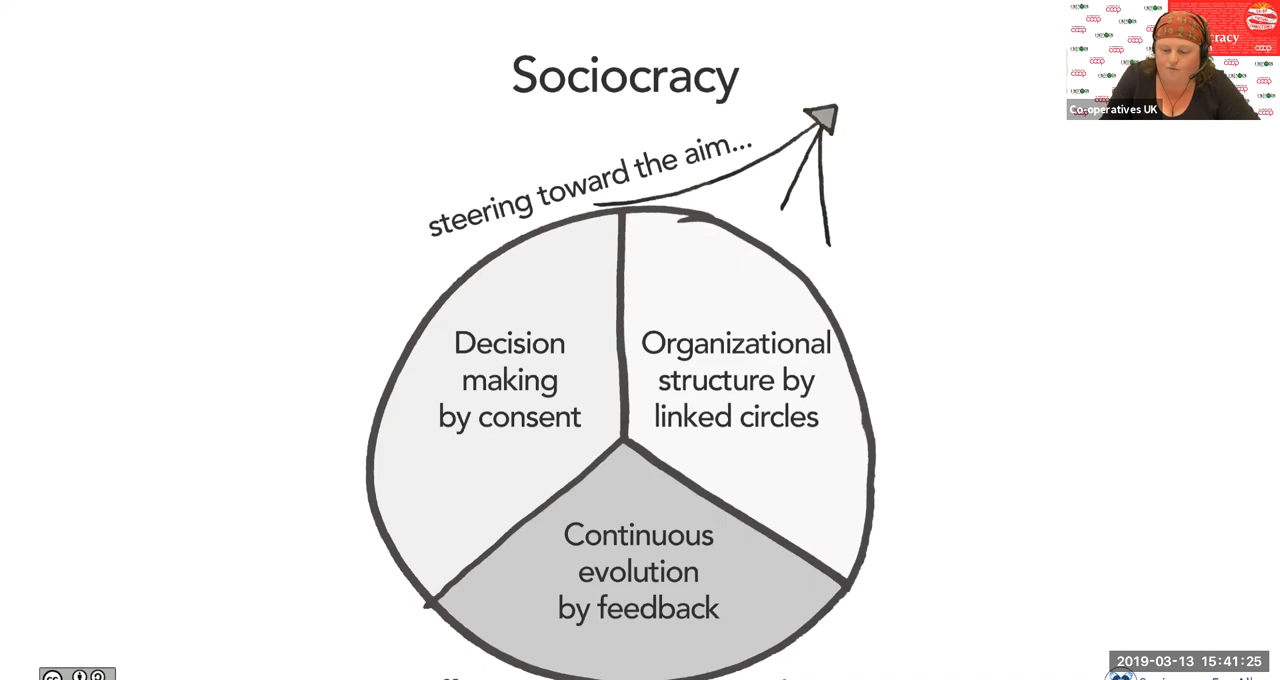 Sociocracy
steering toward the aim...
Decision
making
by consent
Organizational
structure by
linked circles
Continuous
evolution
by feedback
Co-operatives UK
2019-03-13 15:41:25